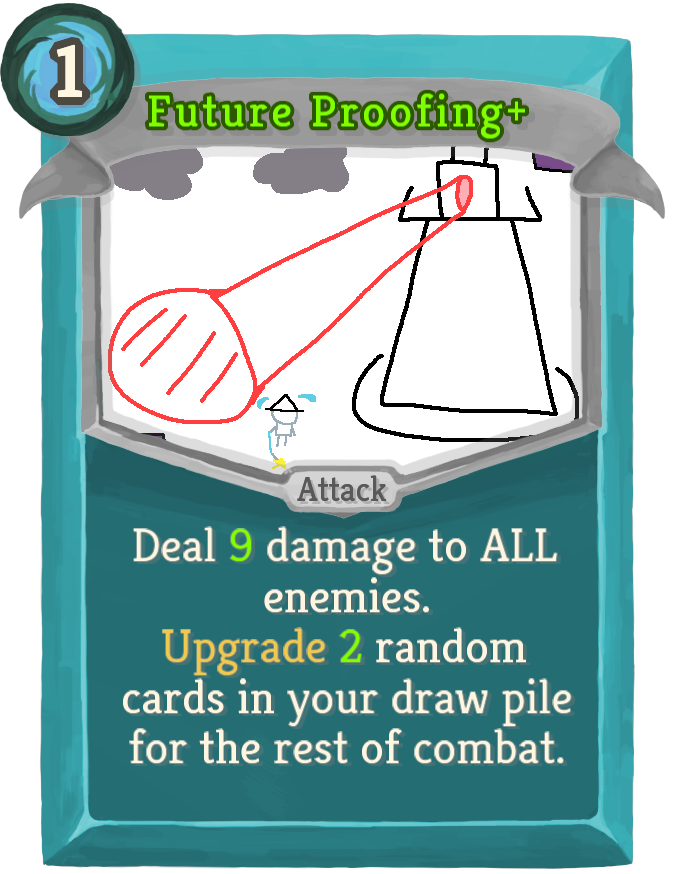 1
Future Proofing+
Attack
Deal 9 damage to ALL
enemies.
Upgrade 2 random
cards in your draw pile
for the rest of combat.